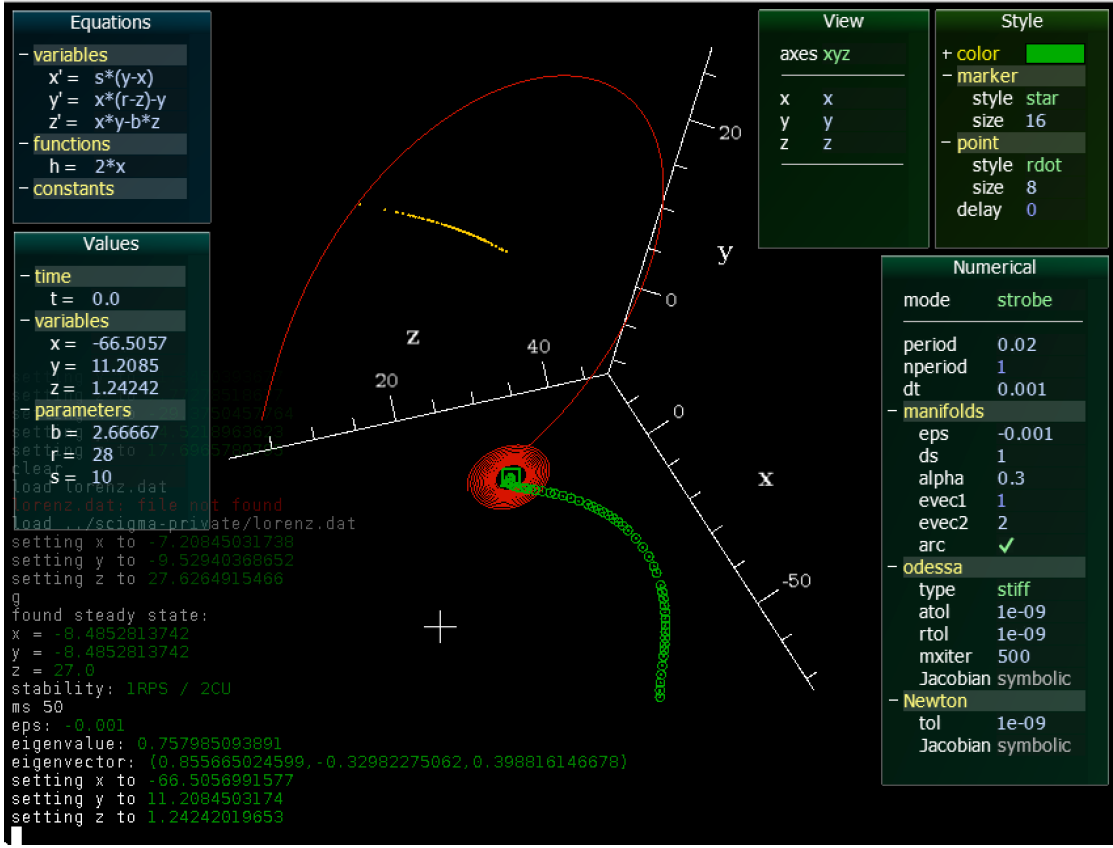 Equations
− variables
x' = s*(y-x)
y' = x*(r-z)-y
z' = x*y-b*z
− functions
h = 2*x
− constants
Values
− time
t = 0.0
− variables
x = -66.5057
y = 11.2085
z = 1.24242
− parameters
b = 2.66667
r = 28
s = 10
clear
load lorenz.dat
lorenz.dat: file not found
load ../scigma-private/lorenz.dat
setting x to -7.20845031738
setting y to -9.52940368652
setting z to 27.6264915466
g
found steady state:
x = -8.4852813742
y = -8.4852813742
z = 27.0
stability: 1RPS / 2CU
ms 50
eps: -0.001
eigenvalue: 0.757985093891
eigenvector: (0.855665024599,-0.32982275062,0.398816146678)
setting x to -66.5056991577
setting y to 11.2084503174
setting z to 1.24242019653
z
20
40
y
20
0
x
0
-50
View
axes xyz
x x
y y
z z
Style
+ color
− marker
style star
size 16
− point
style rdot
size 8
delay 0
Numerical
mode strobe
period 0.02
nperiod 1
dt 0.001
− manifolds
eps -0.001
ds 1
alpha 0.3
evec1 1
evec2 2
arc ✓
− odessa
type stiff
atol 1e-09
rtol 1e-09
mxiter 500
Jacobian symbolic
− Newton
tol 1e-09
Jacobian symbolic